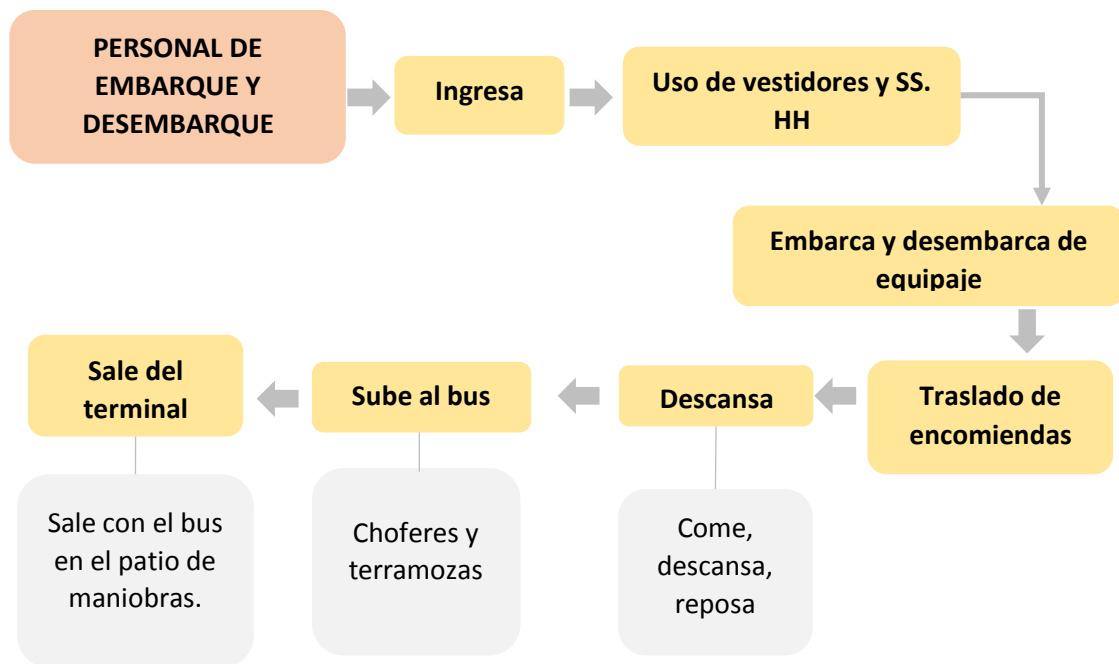 PERSONAL DE
EMBARQUE Y
DESEMBARQUE
Ingresa
Uso de vestidores y SS.
HH
Embarca y desembarca de
equipaje
Traslado de
encomiendas
Descansa
Come,
descansa,
reposa
Sube al bus
Choferes y
terramozas
Sale del
terminal
Sale con el bus
en el patio de
maniobras.